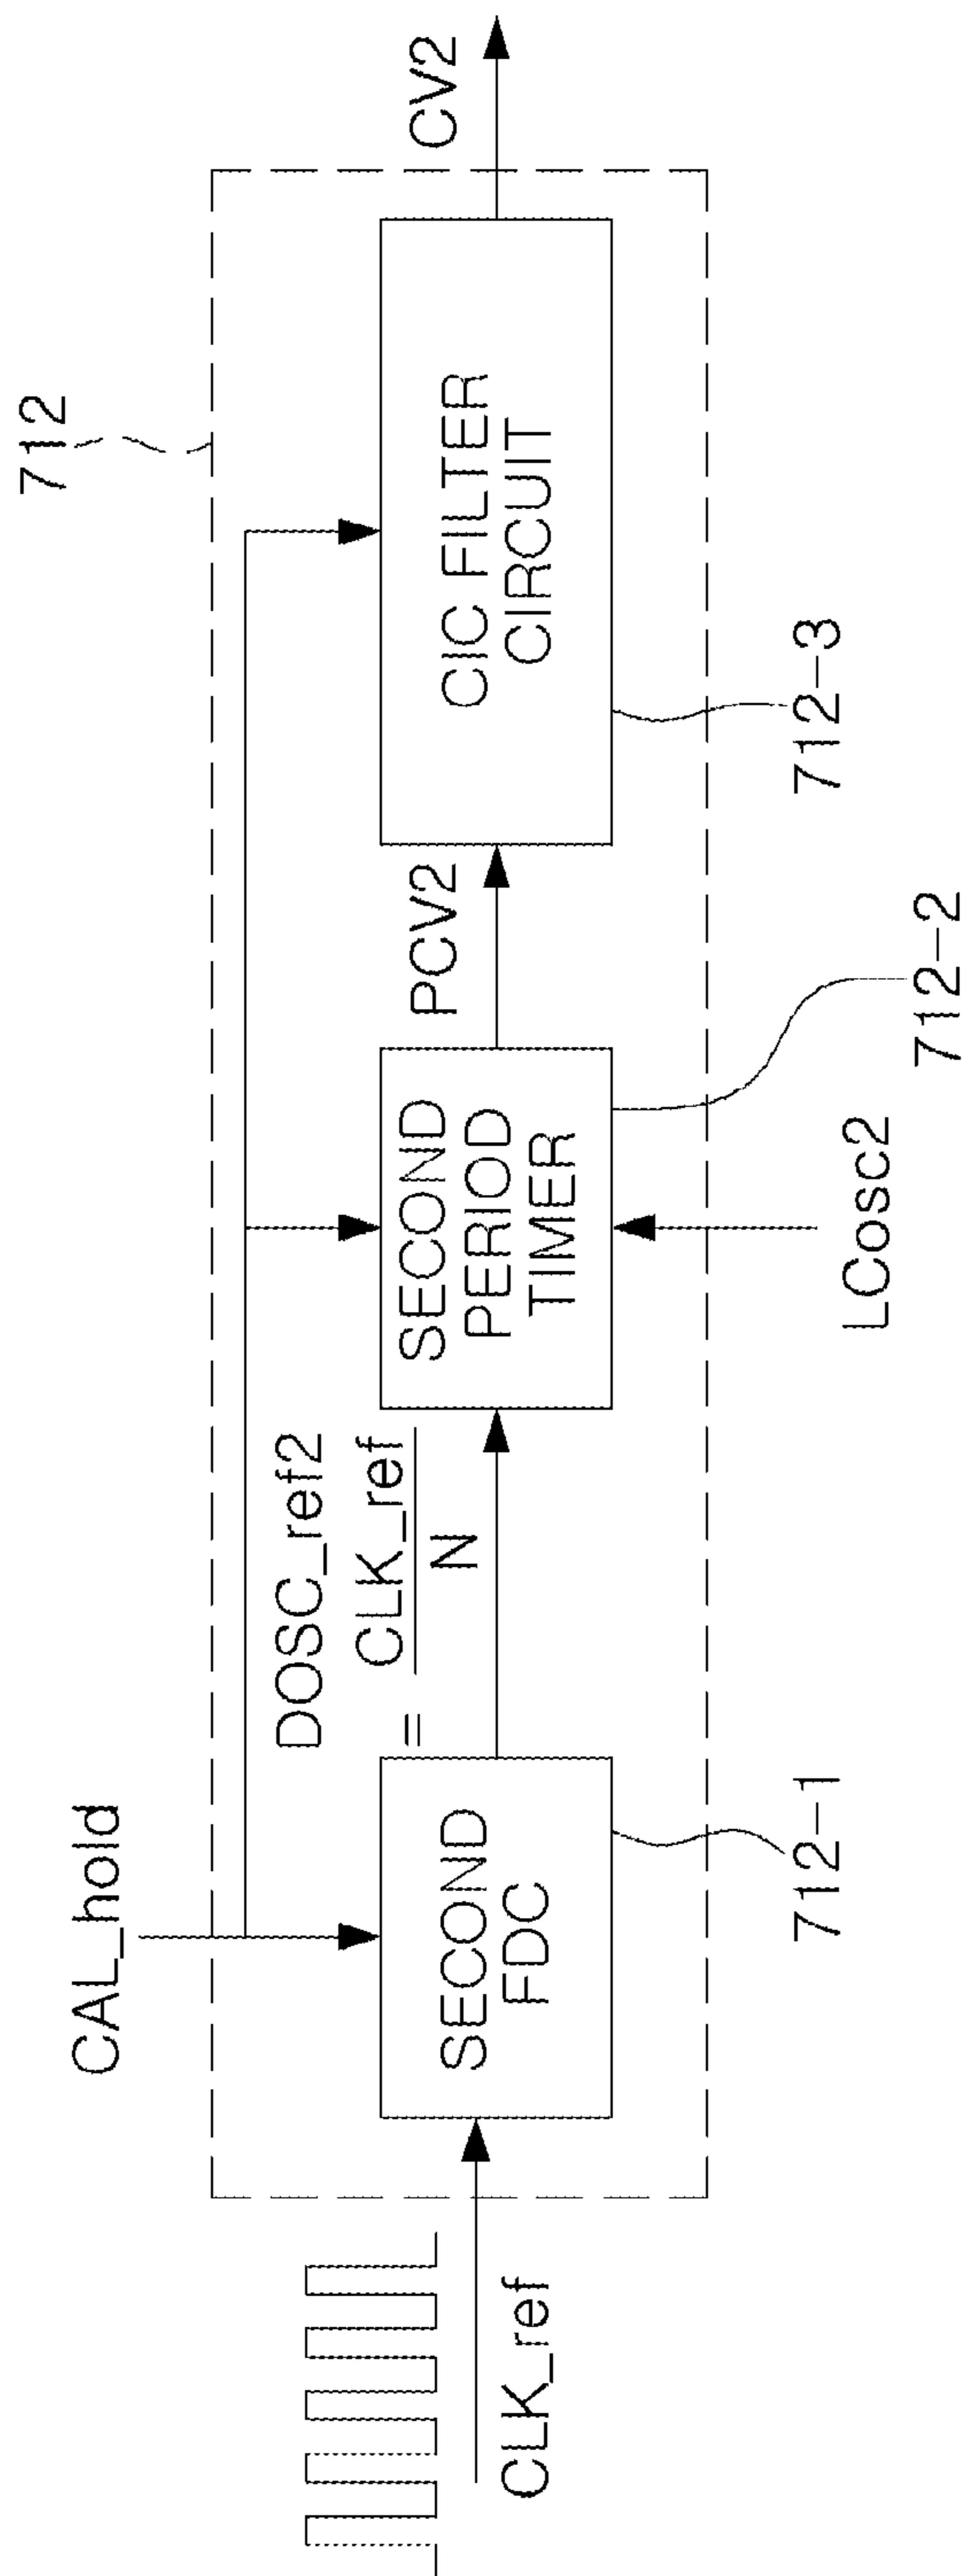 712
CAL_hold
DOSC_ref2
= CLK_ref
N
CLK_ref
SECOND
FDC
712-1
SECOND
PERIOD
TIMER
712-2
LCosc2
PCV2
CIC FILTER
CIRCUIT
712-3
CV2